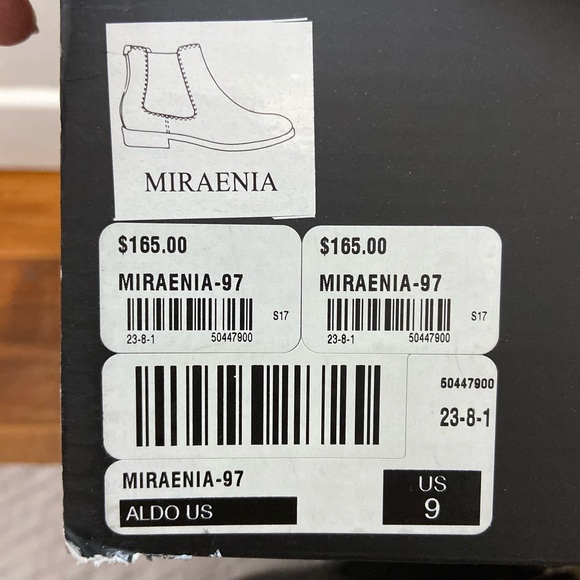 MIRAENIA
$165.00
MIRAENIA-97
S17
23-8-1 50447900
$165.00
MIRAENIA-97
S17
23-8-1 50447900
50447900
23-8-1
MIRAENIA-97
ALDO US
US
9